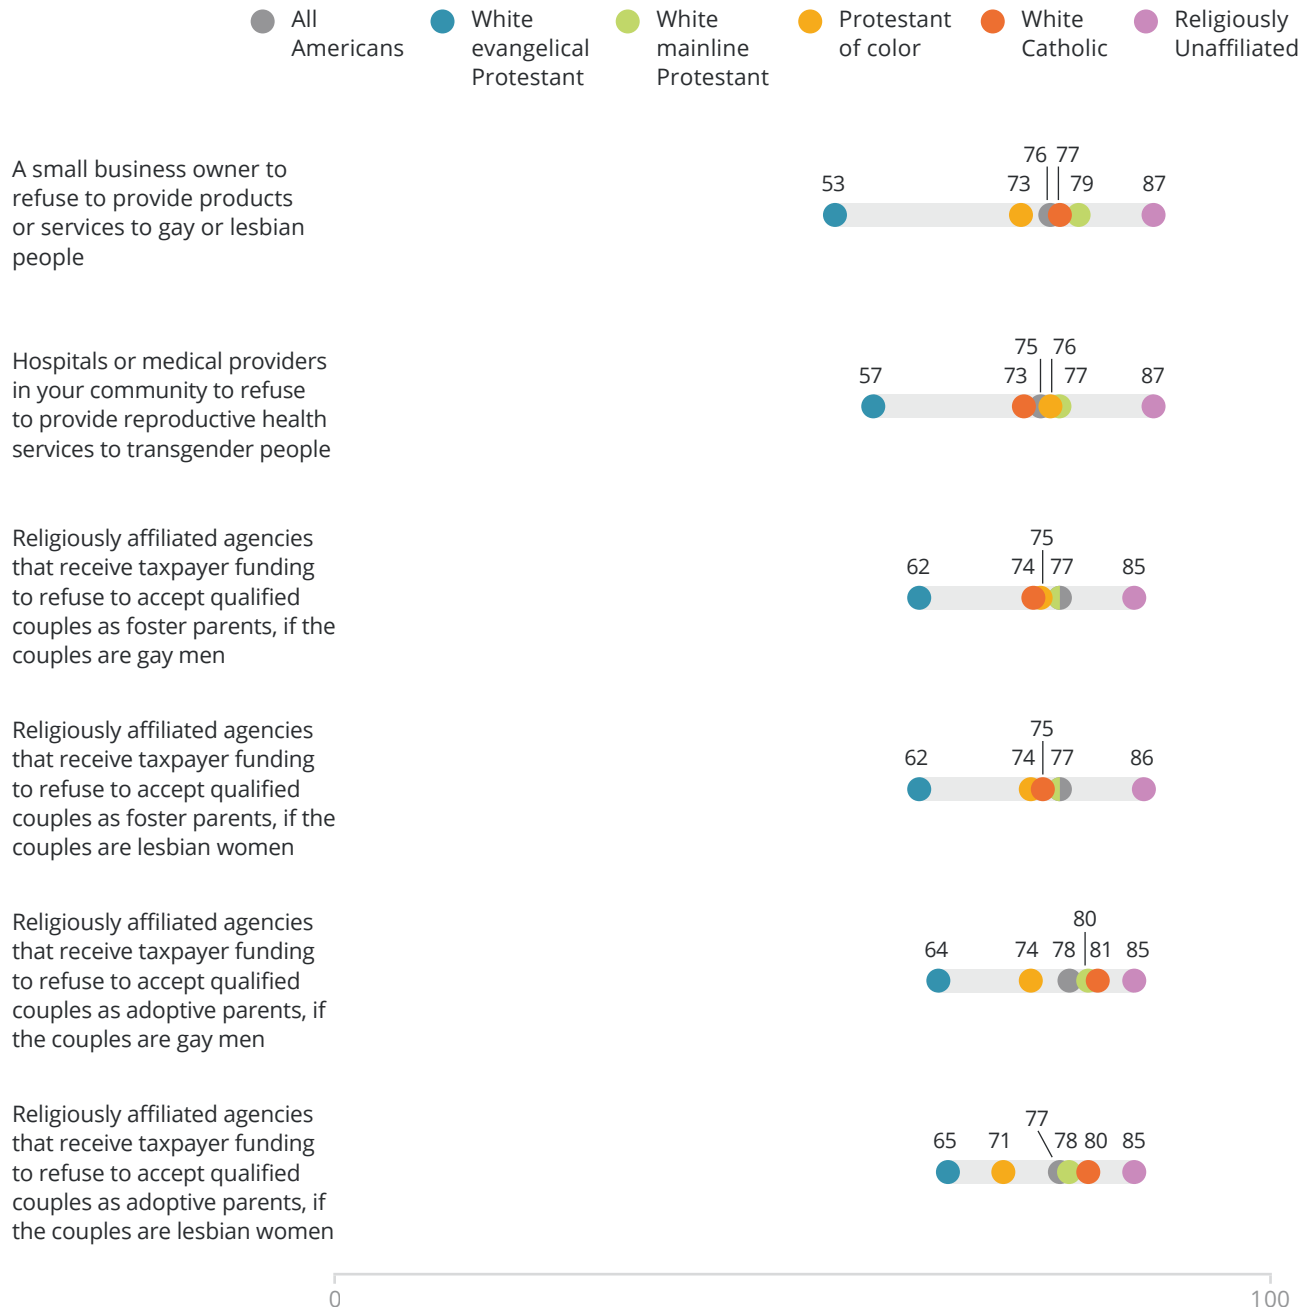 All Americans
White evangelical Protestant
White mainline Protestant
Protestant of color
White Catholic
Religiously Unaffiliated
A small business owner to
refuse to provide products
or services to gay or lesbian
people
76 77
53 73 79 87
Hospitals or medical providers
in your community to refuse
to provide reproductive health
services to transgender people
75 76
57 73 77 87
Religiously affiliated agencies
that receive taxpayer funding
to refuse to accept qualified
couples as foster parents, if the
couples are gay men
75
62 74 77 85
Religiously affiliated agencies
that receive taxpayer funding
to refuse to accept qualified
couples as foster parents, if the
couples are lesbian women
75
62 74 77 86
Religiously affiliated agencies
that receive taxpayer funding
to refuse to accept qualified
couples as adoptive parents, if
the couples are gay men
80
64 74 78 81 85
Religiously affiliated agencies
that receive taxpayer funding
to refuse to accept qualified
couples as adoptive parents, if
the couples are lesbian women
77
65 71 78 80 85
0 100